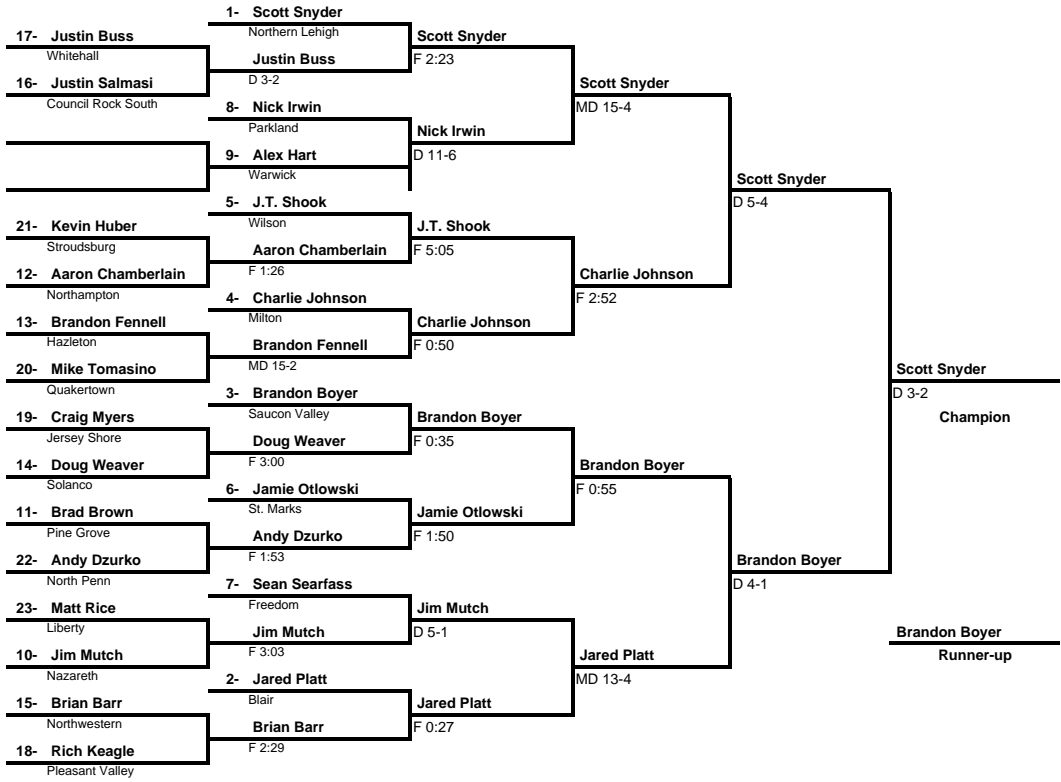 1- Scott Snyder
Northern Lehigh
17- Justin Buss
Whitehall
Scott Snyder
F 2:23
Justin Buss
D 3-2
16- Justin Salmasi
Council Rock South
Scott Snyder
MD 15-4
8- Nick Irwin
Parkland
Nick Irwin
D 11-6
9- Alex Hart
Warwick
Scott Snyder
D 5-4
5- J.T. Shook
Wilson
21- Kevin Huber
Stroudsburg
J.T. Shook
F 5:05
Aaron Chamberlain
F 1:26
12- Aaron Chamberlain
Northampton
Charlie Johnson
F 2:52
4- Charlie Johnson
Milton
13- Brandon Fennell
Hazleton
Charlie Johnson
F 0:50
Brandon Fennell
MD 15-2
20- Mike Tomasino
Quakertown
Scott Snyder
D 3-2
Champion
3- Brandon Boyer
Saucon Valley
19- Craig Myers
Jersey Shore
Brandon Boyer
F 0:35
Doug Weaver
F 3:00
14- Doug Weaver
Solanco
Brandon Boyer
F 0:55
6- Jamie Otlowski
St. Marks
11- Brad Brown
Pine Grove
Jamie Otlowski
F 1:50
Andy Dzurko
F 1:53
22- Andy Dzurko
North Penn
Brandon Boyer
D 4-1
7- Sean Searfass
Freedom
23- Matt Rice
Liberty
Jim Mutch
D 5-1
Jim Mutch
F 3:03
Brandon Boyer
Runner-up
10- Jim Mutch
Nazareth
Jared Platt
MD 13-4
2- Jared Platt
Blair
15- Brian Barr
Northwestern
Jared Platt
F 0:27
Brian Barr
F 2:29
18- Rich Keagle
Pleasant Valley